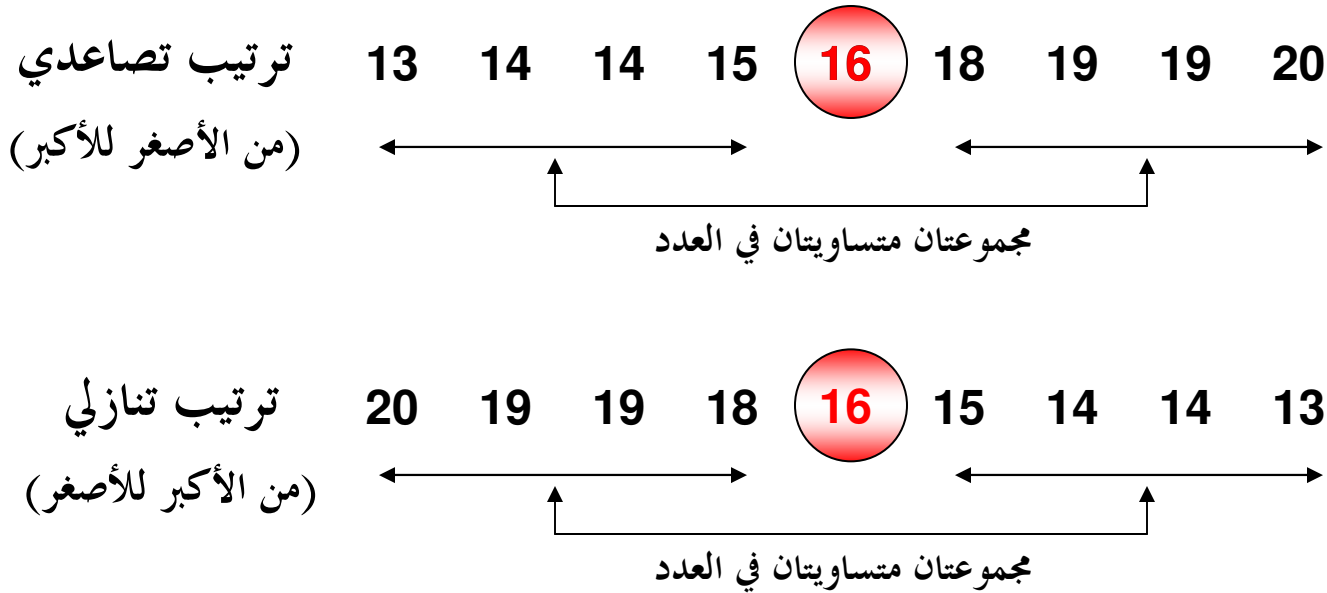 ترتيب تصاعدي 13 14 14 15 16 18 19 19 20
(من الأصغر للأكبر)
مجموعتان متساويتان في العدد
ترتيب تنازلي 20 19 19 18 16 15 14 14 13
(من الأكبر للأصغر)
مجموعتان متساويتان في العدد